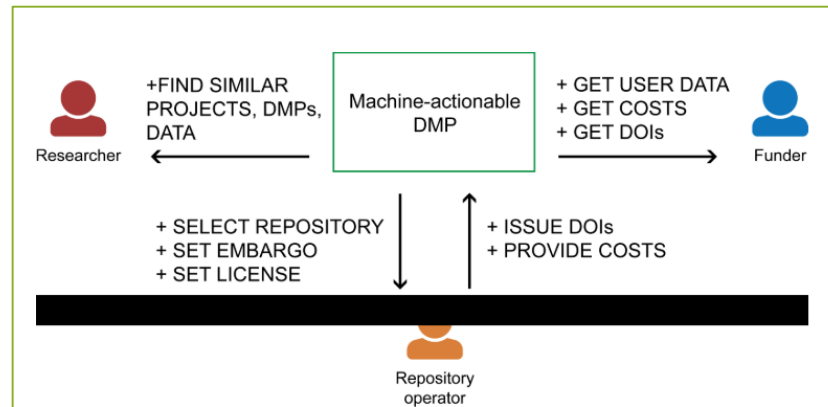 +FIND SIMILAR
PROJECTS, DMPs,
DATA
Researcher
Machine-actionable
DMP
+ GET USER DATA
+ GET COSTS
+ GET DOIs
Funder
+ SELECT REPOSITORY
+ SET EMBARGO
+ SET LICENSE
+ ISSUE DOIs
+ PROVIDE COSTS
Repository
operator